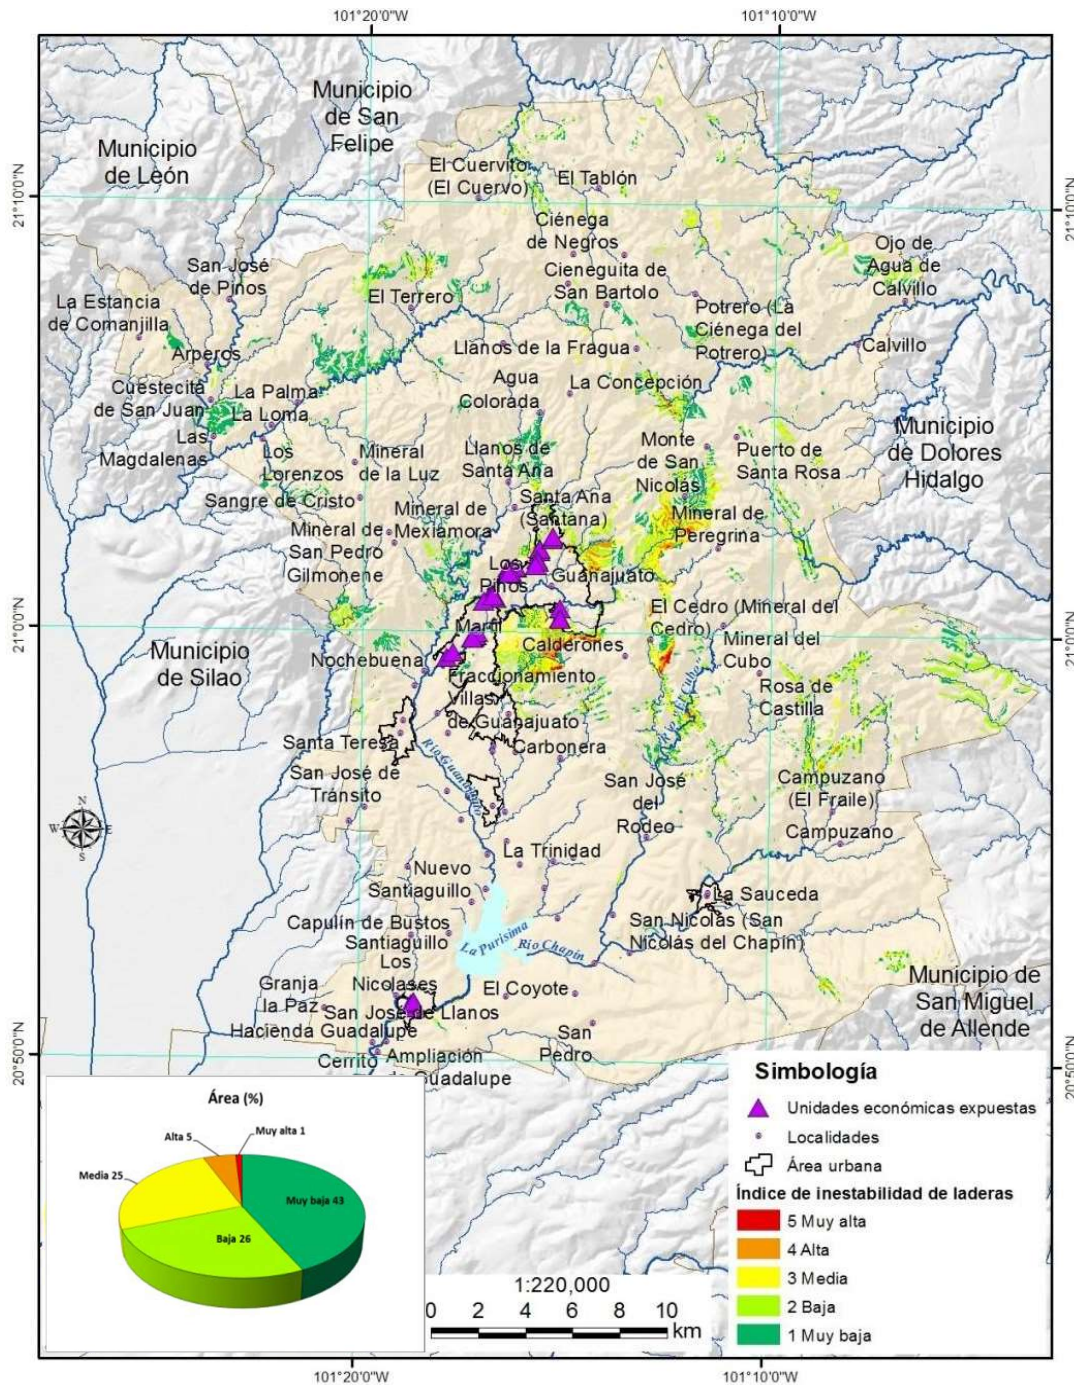 101°20'0"W
101°10'0"W
Municipio
de San
Felipe
Municipio
de León
El Cuervito
(El Cuervo)
El Tablón
21°10'0"N
21°10'0"N
Ciénega
de Negros
Ojo de
Agua de
Calvillo
San José
de Pinos
Cieneguita de
San Bartolo
La Estancia
de Comanjilla
El Terrero
Potrero (La
Ciénega del
Potrero)
Arperos
Llanos de la Fragua
Calvillo
Cuestecita
de San Juan
La Palma
La Loma
Agua
Colorada
La Concepción
Las
Magdalenas
Los
Lorenzos
Mineral
de la Luz
Llanos de
Santa Ana
Monte
de San
Nicolás
Puerto de
Santa Rosa
Municipio
de Dolores
Hidalgo
Sangre de Cristo
Mineral de
Mexiamora
Santa Ana
(Santana)
Mineral de
Peregrina
Mineral de
San Pedro
Gilmonene
Los
Pinos
Guanajuato
El Cedro (Mineral del
Cedro)
21°0'0"N
21°0'0"N
Marfil
Municipio
de Silao
Nochebuena
Calderones
Mineral del
Cubo
Fraccionamiento
Villas
de Guanajuato
Rosa de
Castilla
Río El Cubo
Santa Teresa
Carbonera
Río Guanajuato
San José de
Tránsito
San José
del
Rodeo
Campuzano
(El Fraile)
Campuzano
N
W E
S
La Trinidad
Nuevo
Santiaguillo
La Sauceda
Capulín de Bustos
Santiaguillo
San Nicolás (San
Nicolás del Chapín)
La Purísima
Río Chapín
Los
Nicolases
Granja
la Paz
El Coyote
Municipio de
San Miguel
de Allende
San José de Llanos
Hacienda Guadalupe
San
Pedro
20°50'0"N
20°50'0"N
Cerrito
Ampliación
de Guadalupe
Área (%)
Muy alta 1
Alta 5
Media 25
Muy baja 43
Baja 26
Simbología
Unidades económicas expuestas
Localidades
Área urbana
Índice de inestabilidad de laderas
5 Muy alta
4 Alta
3 Media
2 Baja
1 Muy baja
1:220,000
0 2 4 6 8 10
km
101°20'0"W
101°10'0"W